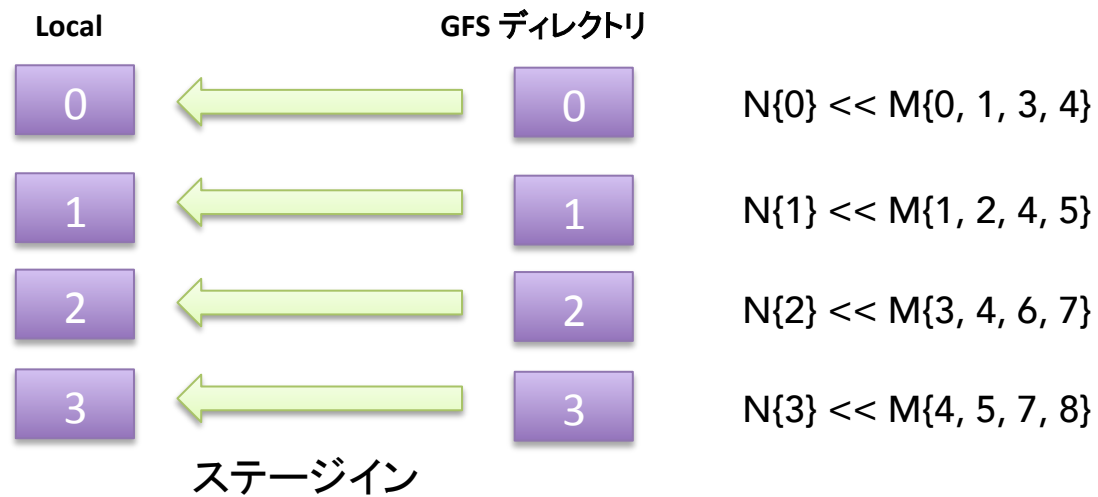 Local
GFS ディレクトリ
0
0
N{0} << M{0, 1, 3, 4}
1
1
N{1} << M{1, 2, 4, 5}
2
2
N{2} << M{3, 4, 6, 7}
3
3
N{3} << M{4, 5, 7, 8}
ステージイン